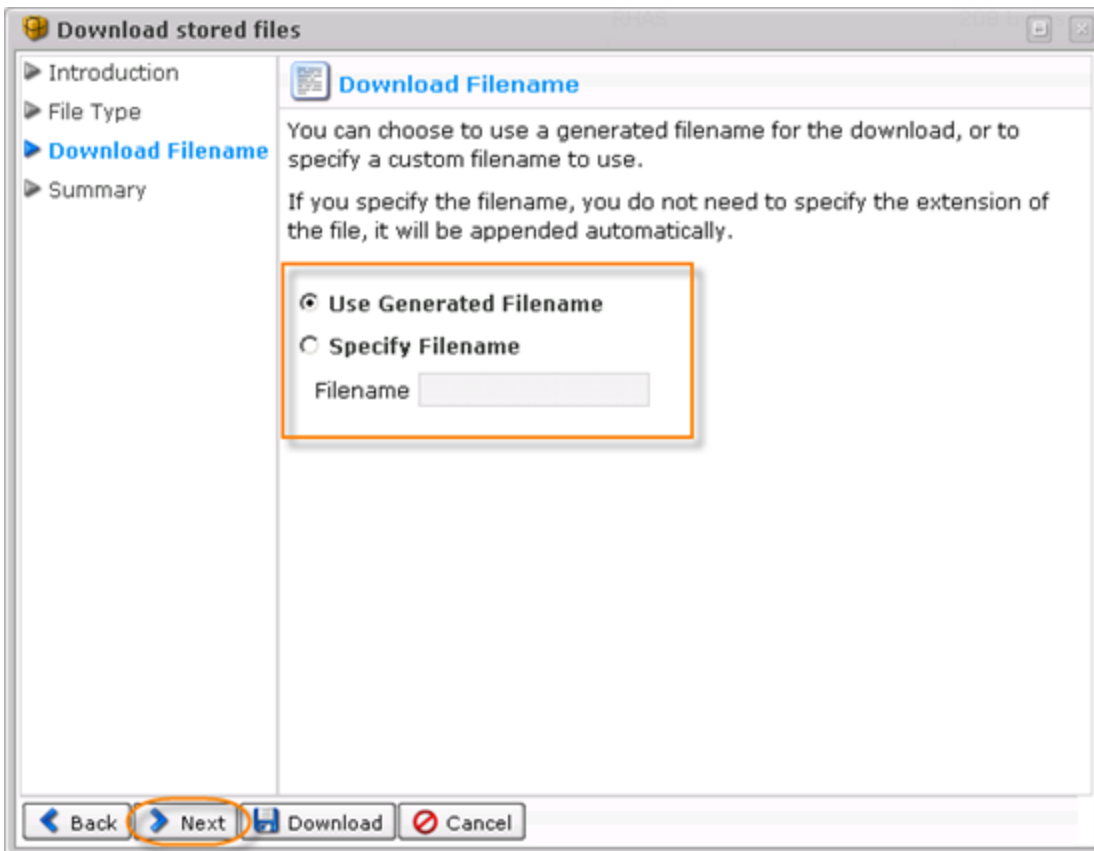 Download stored files
Introduction
File Type
Download Filename
Summary
Download Filename
You can choose to use a generated filename for the download, or to
specify a custom filename to use.
If you specify the filename, you do not need to specify the extension of
the file, it will be appended automatically.
Use Generated Filename
Specify Filename
Filename
Back
Next
Download
Cancel